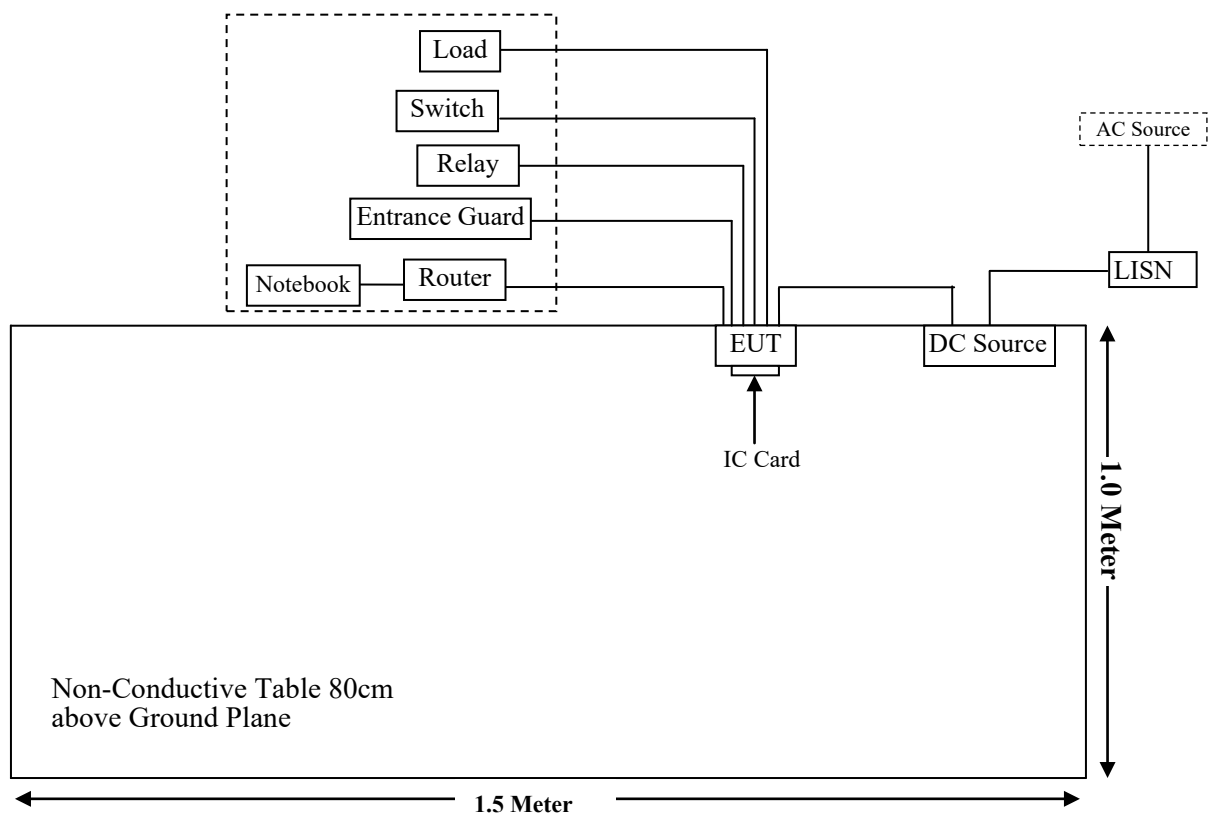 Load
Switch
AC Source
Relay
Entrance Guard
LISN
Notebook
Router
EUT
DC Source
IC Card
1.0 Meter
Non-Conductive Table 80cm
above Ground Plane
1.5 Meter